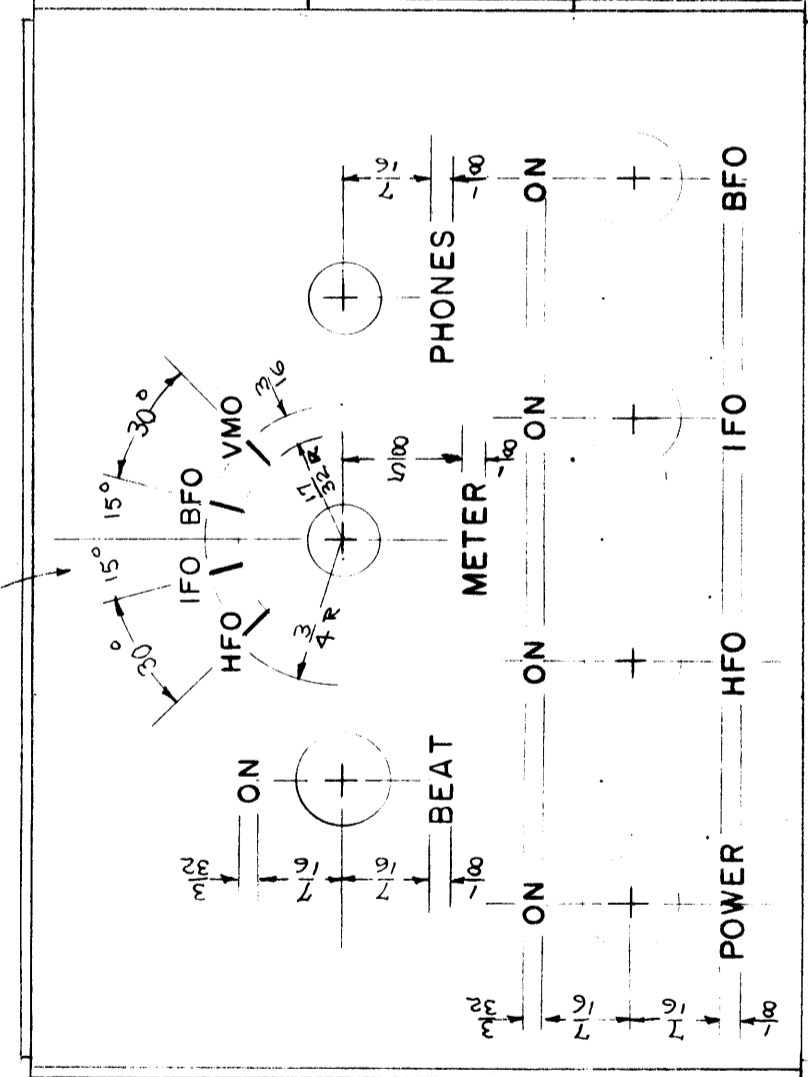 15° 15°
30° 30°
IFO BFO
HFO VMO
ON
3/32
7/16
3/16
17/32 R
3/4 R
7/16
7/16
5/8
BEAT
PHONES
1/8
1/8
METER
1/8
3/32
ON ON ON ON
7/16
7/16
POWER HFO IFO BFO
1/8